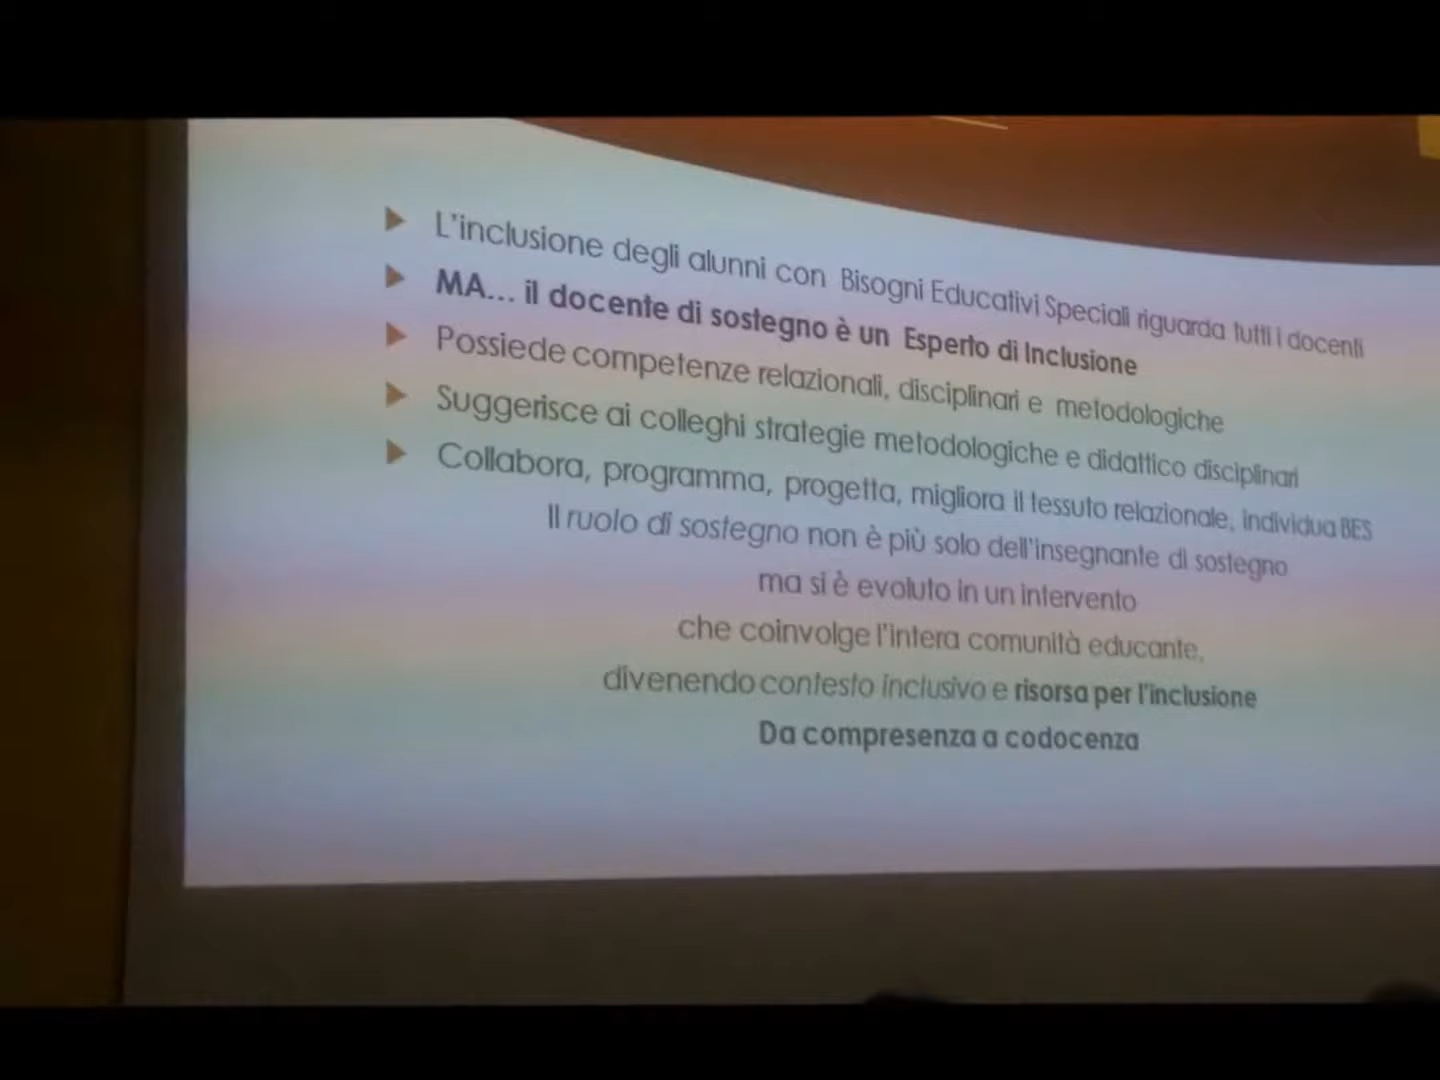 L'inclusione degli alunni con Bisogni Educativi Speciali riguarda tutti i docenti
MA... il docente di sostegno è un Esperto di Inclusione
Possiede competenze relazionali, disciplinari e metodologiche
Suggerisce ai colleghi strategie metodologiche e didattico disciplinari
Collabora, programma, progetta, migliora il tessuto relazionale, individua BES
Il ruolo di sostegno non è più solo dell'insegnante di sostegno
ma si è evoluto in un intervento
che coinvolge l'intera comunità educante,
divenendo contesto inclusivo e risorsa per l'inclusione
Da compresenza a codocenza